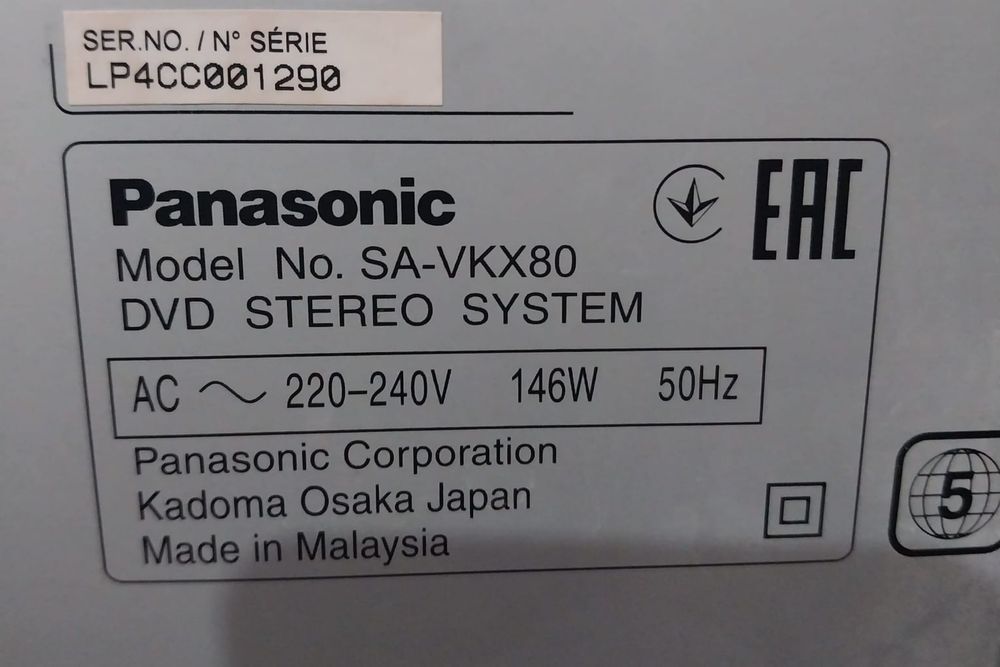 SER.NO. / N° SÉRIE
LP4CC001290
Panasonic
EAC
Model No. SA-VKX80
DVD STEREO SYSTEM
AC ～ 220–240V 146W 50Hz
Panasonic Corporation
Kadoma Osaka Japan
Made in Malaysia
5